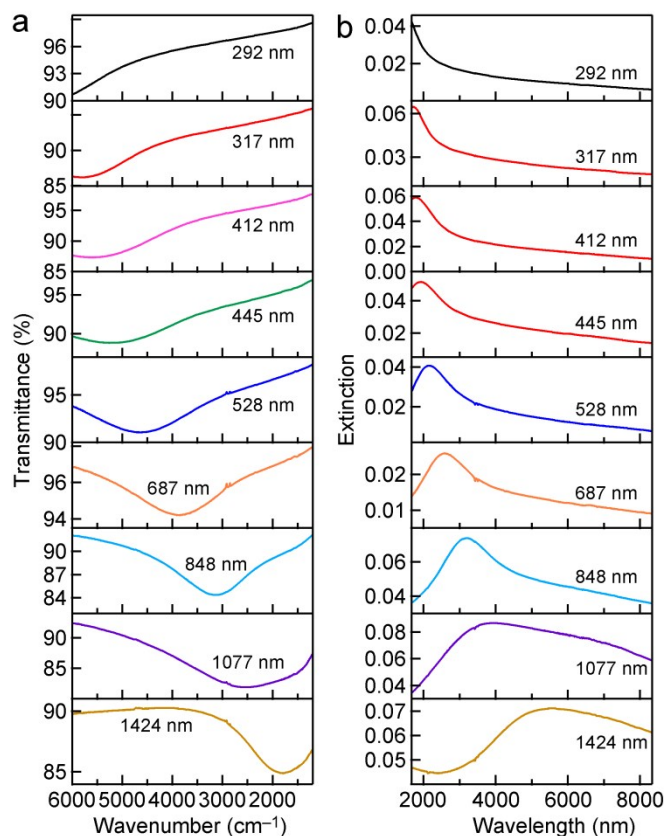 a
b
96
93
90
292 nm
0.04
0.02
292 nm
90
85
317 nm
0.06
0.03
317 nm
95
90
85
412 nm
0.06
0.04
0.02
0.00
412 nm
95
90
445 nm
0.04
0.02
445 nm
95
90
528 nm
0.04
0.02
528 nm
96
94
687 nm
0.02
0.01
687 nm
90
87
84
848 nm
0.06
0.04
848 nm
90
85
1077 nm
0.08
0.06
0.04
1077 nm
90
85
1424 nm
0.07
0.06
0.05
1424 nm
Transmittance (%)
Extinction
6000 5000 4000 3000 2000
2000 4000 6000 8000
Wavenumber (cm⁻¹)
Wavelength (nm)